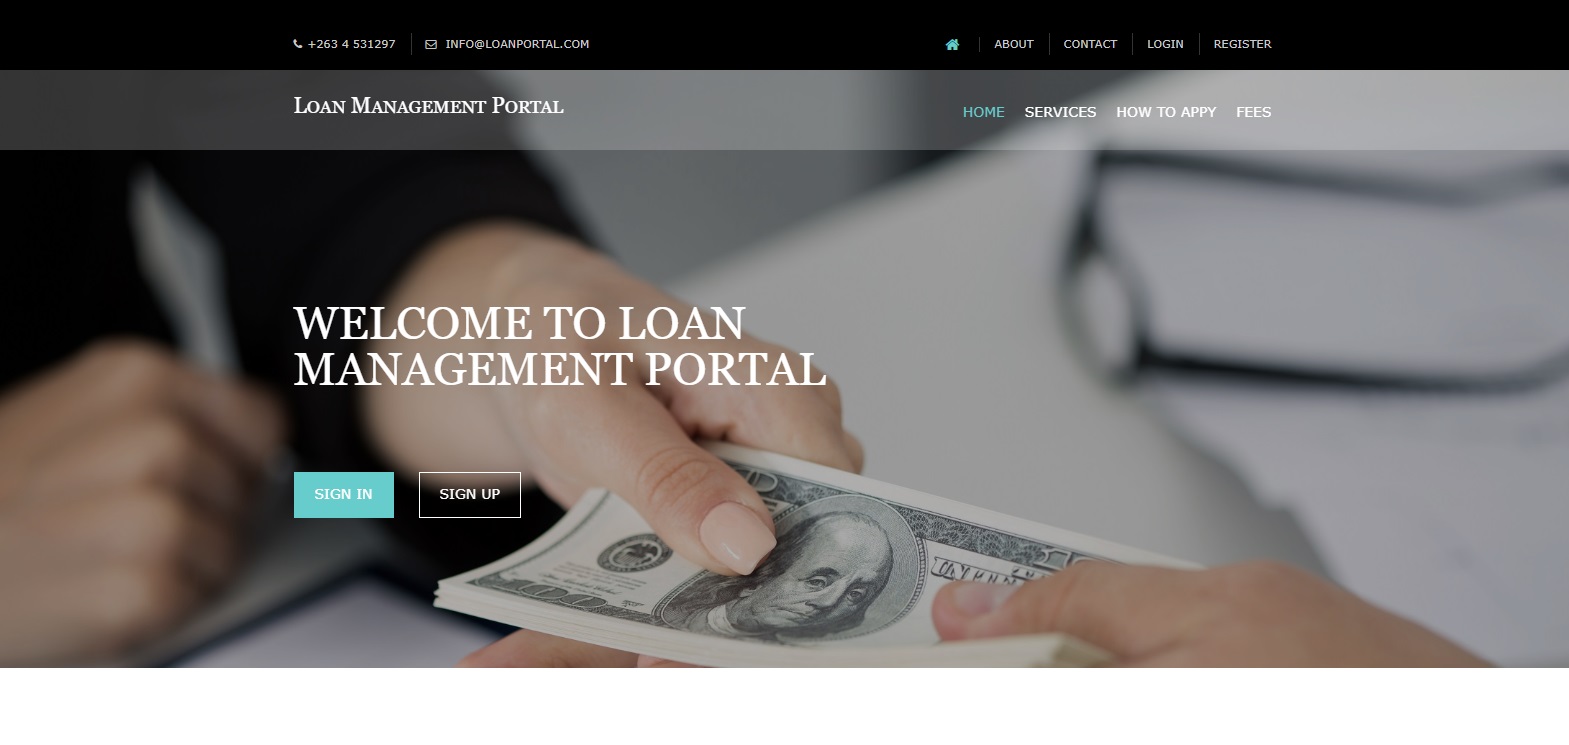 +263 4 531297
INFO@LOANPORTAL.COM
ABOUT
CONTACT
LOGIN
REGISTER
LOAN MANAGEMENT PORTAL
HOME
SERVICES
HOW TO APPY
FEES
WELCOME TO LOAN
MANAGEMENT PORTAL
SIGN IN
SIGN UP